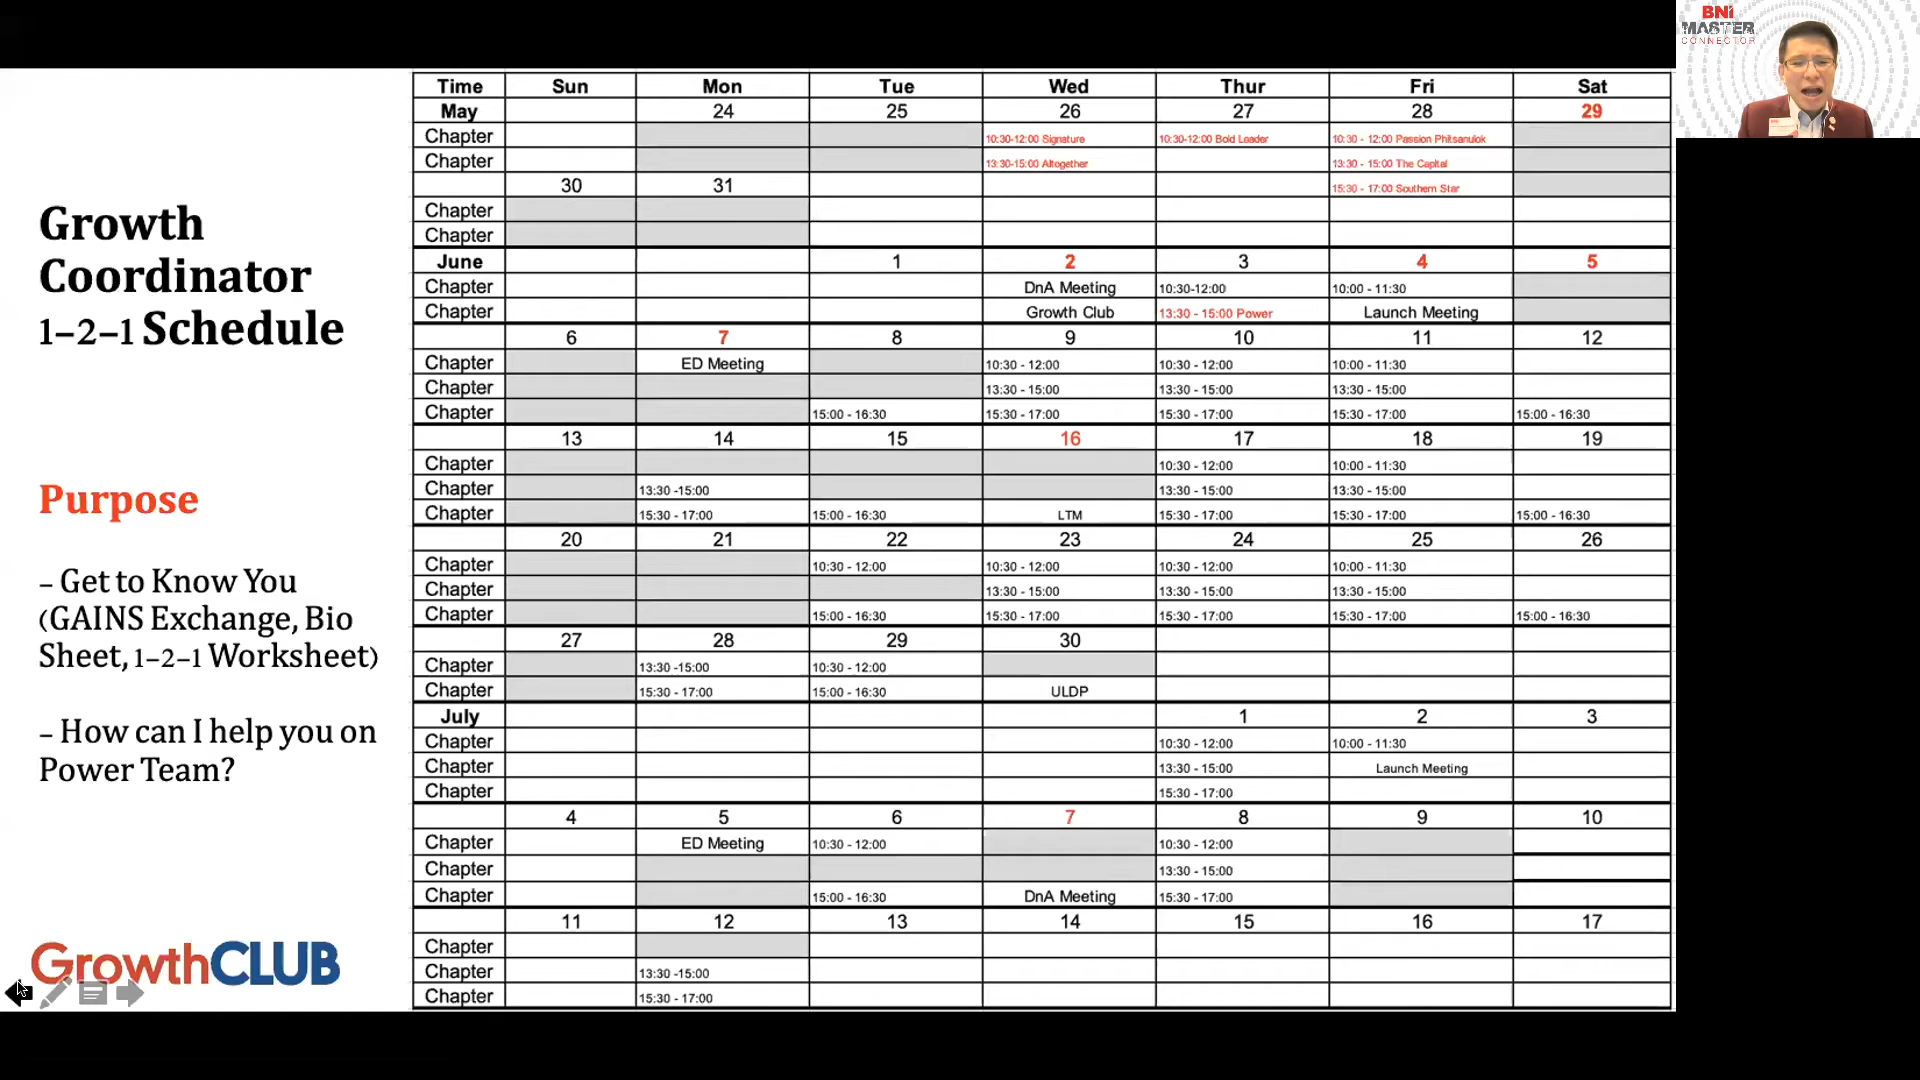 BNI
MASTER
CONNECTOR
Growth
Coordinator
1-2-1 Schedule
Purpose
- Get to Know You
(GAINS Exchange, Bio
Sheet, 1-2-1 Worksheet)
- How can I help you on
Power Team?
GrowthCLUB
Time Sun Mon Tue Wed Thur Fri Sat
May 24 25 26 27 28 29
Chapter 10:30-12:00 Signature 10:30-12:00 Bold Leader 10:30 - 12:00 Passion Phitsanulok
Chapter 13:30-15:00 Altogether 13:30 - 15:00 The Capital
30 31 15:30 - 17:00 Southern Star
Chapter
Chapter
June 1 2 3 4 5
Chapter DnA Meeting 10:30-12:00 10:00 - 11:30
Chapter Growth Club 13:30 - 15:00 Power Launch Meeting
6 7 8 9 10 11 12
Chapter ED Meeting 10:30 - 12:00 10:30 - 12:00 10:00 - 11:30
Chapter 13:30 - 15:00 13:30 - 15:00 13:30 - 15:00
Chapter 15:00 - 16:30 15:30 - 17:00 15:30 - 17:00 15:30 - 17:00 15:00 - 16:30
13 14 15 16 17 18 19
Chapter 10:30 - 12:00 10:00 - 11:30
Chapter 13:30 -15:00 13:30 - 15:00 13:30 - 15:00
Chapter 15:30 - 17:00 15:00 - 16:30 LTM 15:30 - 17:00 15:30 - 17:00 15:00 - 16:30
20 21 22 23 24 25 26
Chapter 10:30 - 12:00 10:30 - 12:00 10:30 - 12:00 10:00 - 11:30
Chapter 13:30 - 15:00 13:30 - 15:00 13:30 - 15:00
Chapter 15:00 - 16:30 15:30 - 17:00 15:30 - 17:00 15:30 - 17:00 15:00 - 16:30
27 28 29 30
Chapter 13:30 -15:00 10:30 - 12:00
Chapter 15:30 - 17:00 15:00 - 16:30 ULDP
July 1 2 3
Chapter 10:30 - 12:00 10:00 - 11:30
Chapter 13:30 - 15:00 Launch Meeting
Chapter 15:30 - 17:00
4 5 6 7 8 9 10
Chapter ED Meeting 10:30 - 12:00 10:30 - 12:00
Chapter 13:30 - 15:00
Chapter 15:00 - 16:30 DnA Meeting 15:30 - 17:00
11 12 13 14 15 16 17
Chapter
Chapter 13:30 -15:00
Chapter 15:30 - 17:00